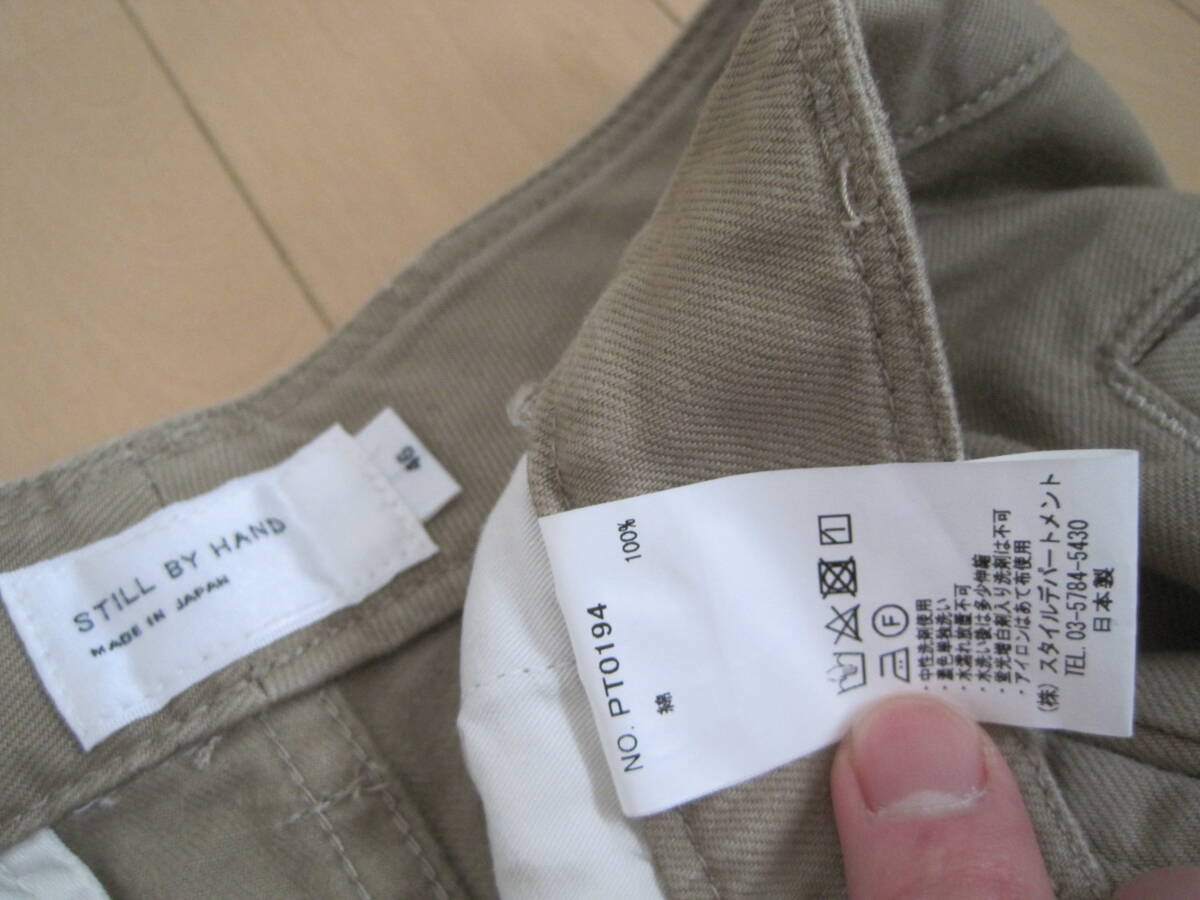 STILL BY HAND
MADE IN JAPAN
46
NO. PT0194
綿 100%
F
・中性洗剤使用
・濃色単独洗い
・水濡れ放置不可
・水洗い後は多少伸縮
・蛍光増白剤入り洗剤は不可
・アイロンはあて布使用
(株) スタイルデパートメント
TEL. 03-5784-5430
日本製